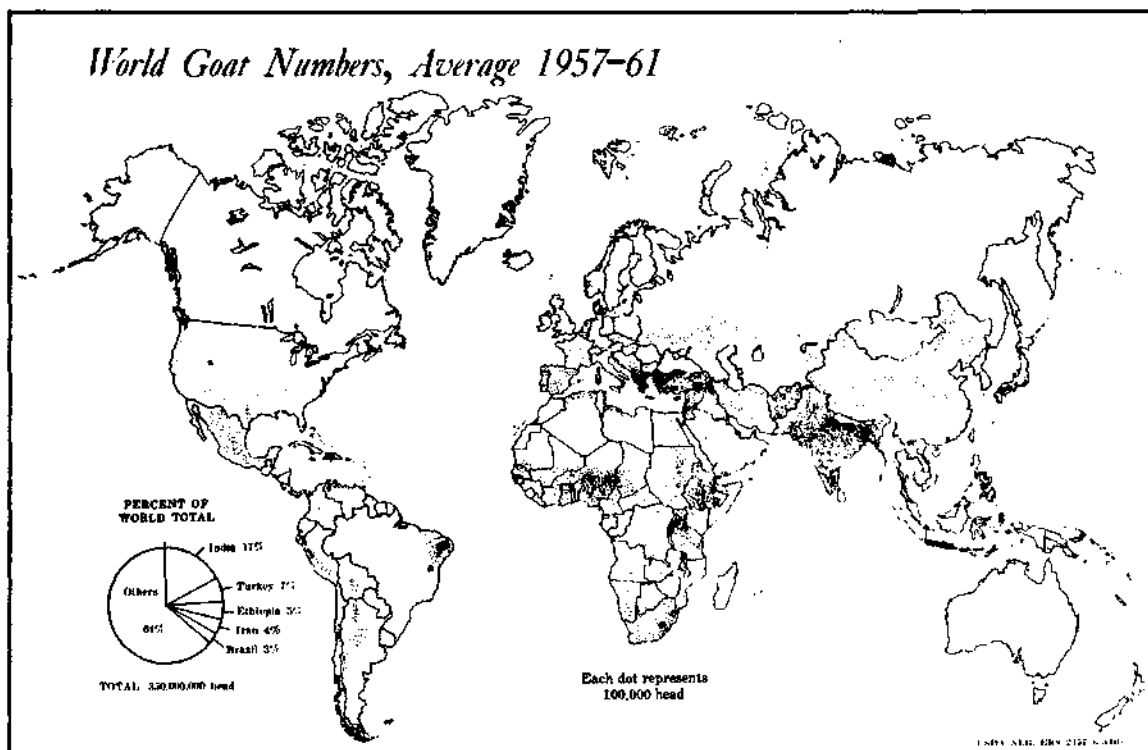 World Goat Numbers, Average 1957–61
PERCENT OF
WORLD TOTAL
India 17%
Turkey 7%
Others
Ethiopia 5%
64%
Iran 4%
Brazil 3%
TOTAL 350,000,000 head
Each dot represents
100,000 head